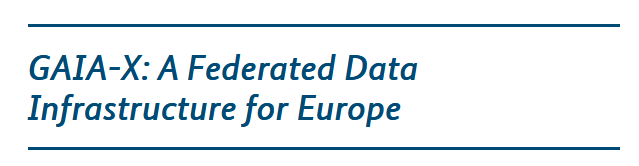 GAIA-X: A Federated Data
Infrastructure for Europe